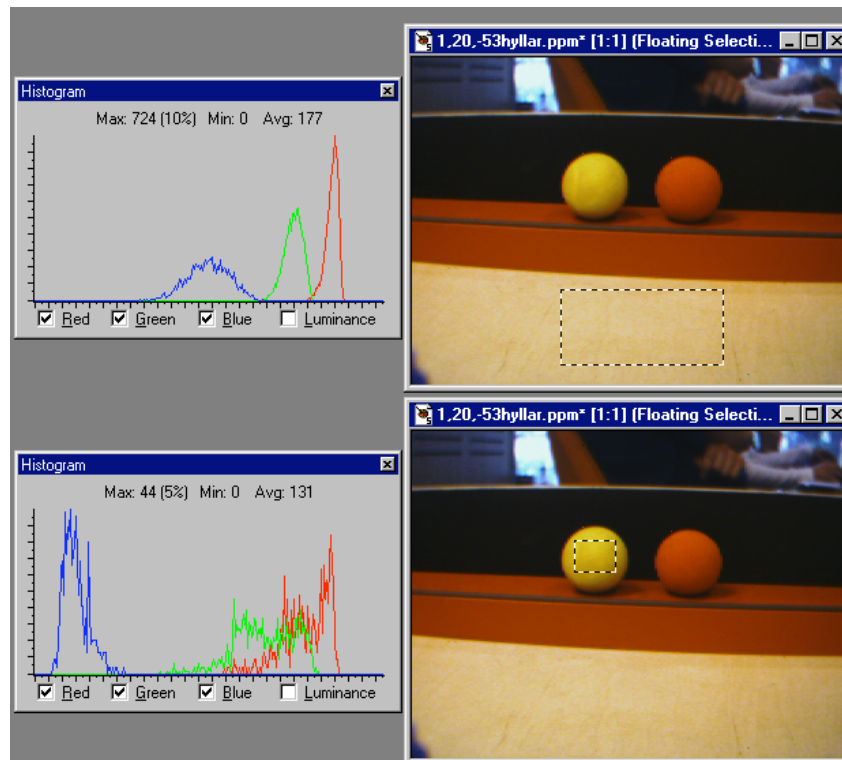 1,20,-53hyllar.ppm* [1:1] (Floating Selecti...
Histogram
Max: 724 (10%) Min: 0 Avg: 177
Red Green Blue Luminance
1,20,-53hyllar.ppm* [1:1] (Floating Selecti...
Histogram
Max: 44 (5%) Min: 0 Avg: 131
Red Green Blue Luminance